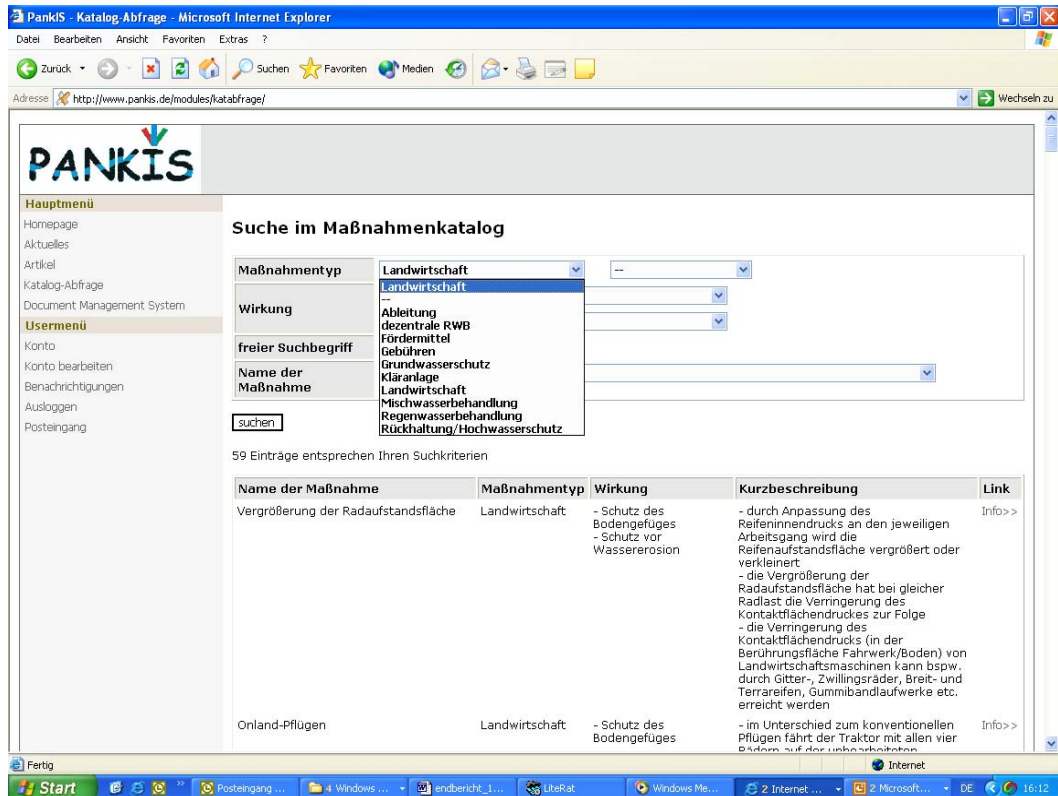 PankIS - Katalog-Abfrage - Microsoft Internet Explorer
Datei Bearbeiten Ansicht Favoriten Extras ?
Zurück Suchen Favoriten Medien
Adresse http://www.pankis.de/modules/katabfrage/ Wechseln zu
PANKIS
Hauptmenü
Homepage
Aktuelles
Artikel
Katalog-Abfrage
Document Management System
Usermenü
Konto
Konto bearbeiten
Benachrichtigungen
Ausloggen
Posteingang
Suche im Maßnahmenkatalog
Maßnahmentyp Landwirtschaft --
Wirkung
freier Suchbegriff
Name der
Maßnahme
Landwirtschaft
--
Ableitung
dezentrale RWB
Fördermittel
Gebühren
Grundwasserschutz
Kläranlage
Landwirtschaft
Mischwasserbehandlung
Regenwasserbehandlung
Rückhaltung/Hochwasserschutz
suchen
59 Einträge entsprechen Ihren Suchkriterien
Name der Maßnahme Maßnahmentyp Wirkung Kurzbeschreibung Link
Vergrößerung der Radaufstandsfläche Landwirtschaft
- Schutz des
Bodengefüges
- Schutz vor
Wassererosion
- durch Anpassung des
Reifeninnendrucks an den jeweiligen
Arbeitsgang wird die
Reifenaufstandsfläche vergrößert oder
verkleinert
- die Vergrößerung der
Radaufstandsfläche hat bei gleicher
Radlast die Verringerung des
Kontaktflächendruckes zur Folge
- die Verringerung des
Kontaktflächendrucks (in der
Berührungsfläche Fahrwerk/Boden) von
Landwirtschaftsmaschinen kann bspw.
durch Gitter-, Zwillingsräder, Breit- und
Terrareifen, Gummibandlaufwerke etc.
erreicht werden
Info>>
Onland-Pflügen Landwirtschaft
- Schutz des
Bodengefüges
- im Unterschied zum konventionellen
Pflügen fährt der Traktor mit allen vier
Rädern auf der unbearbeiteten
Info>>
Fertig Internet
Start Posteingang ... 4 Windows ... endbericht_1... LiteRat Windows Me... 2 Internet ... 2 Microsoft... DE 16:12